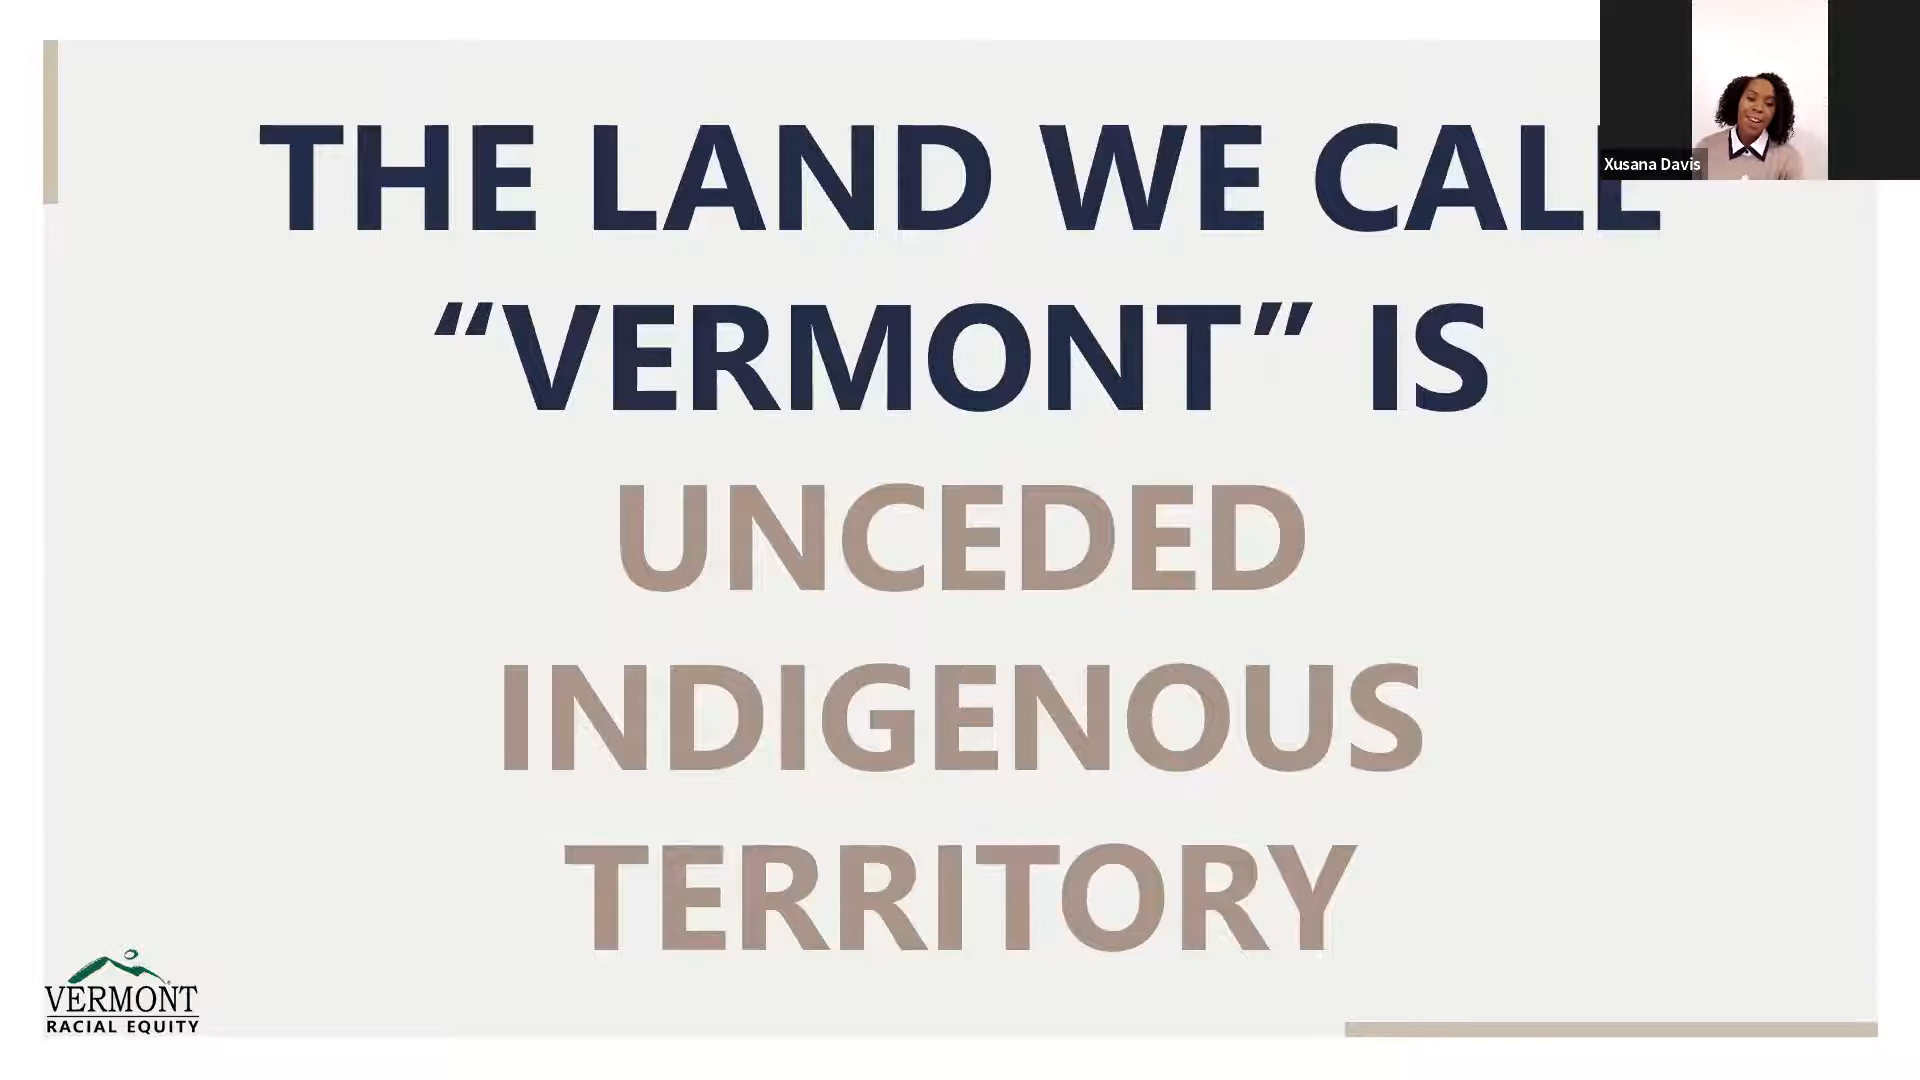 THE LAND WE CALL
“VERMONT” IS
UNCEDED
INDIGENOUS
TERRITORY
Xusana Davis
VERMONT
RACIAL EQUITY